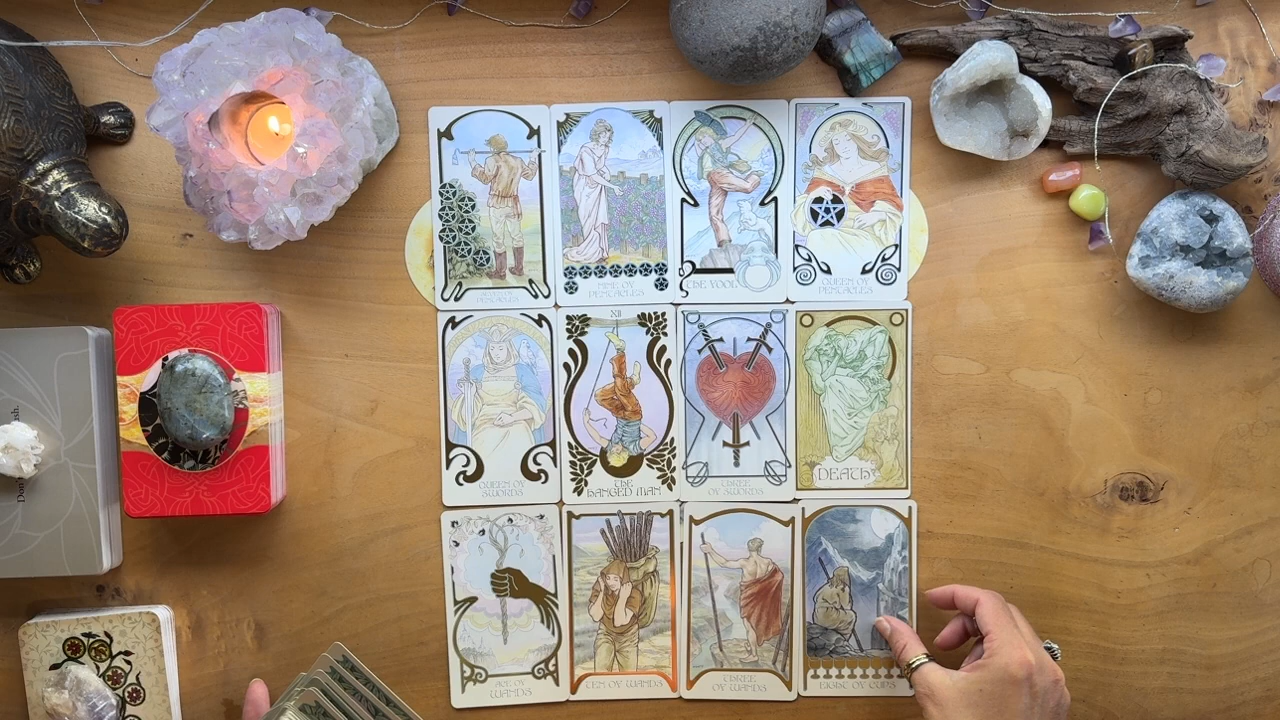 NINE OF
PENTACLES
THE FOOL
QUEEN OF
PENTACLES
QUEEN OF
SWORDS
XII
THE
HANGED MAN
THREE
OF SWORDS
DEATH
ACE OF
WANDS
TEN OF WANDS
THREE
OF WANDS
EIGHT OF CUPS